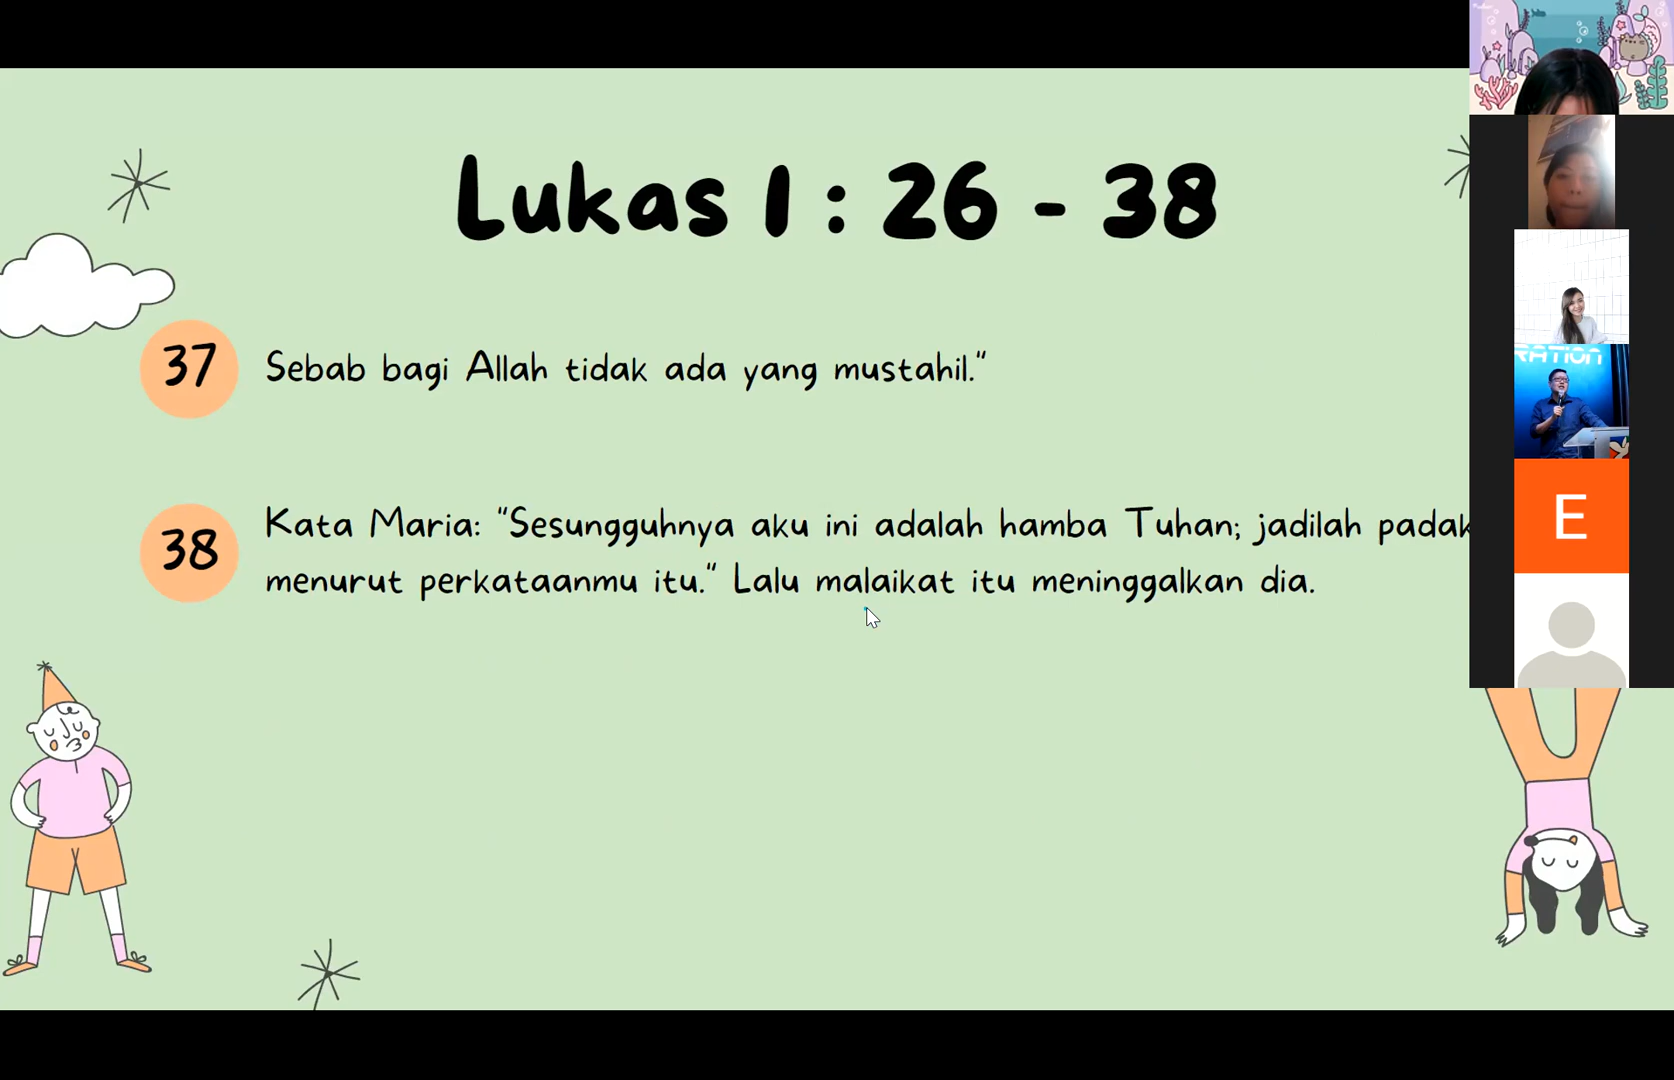 Lukas 1 : 26 - 38
37
Sebab bagi Allah tidak ada yang mustahil."
38
Kata Maria: "Sesungguhnya aku ini adalah hamba Tuhan; jadilah padak
menurut perkataanmu itu." Lalu malaikat itu meninggalkan dia.
RATION
E